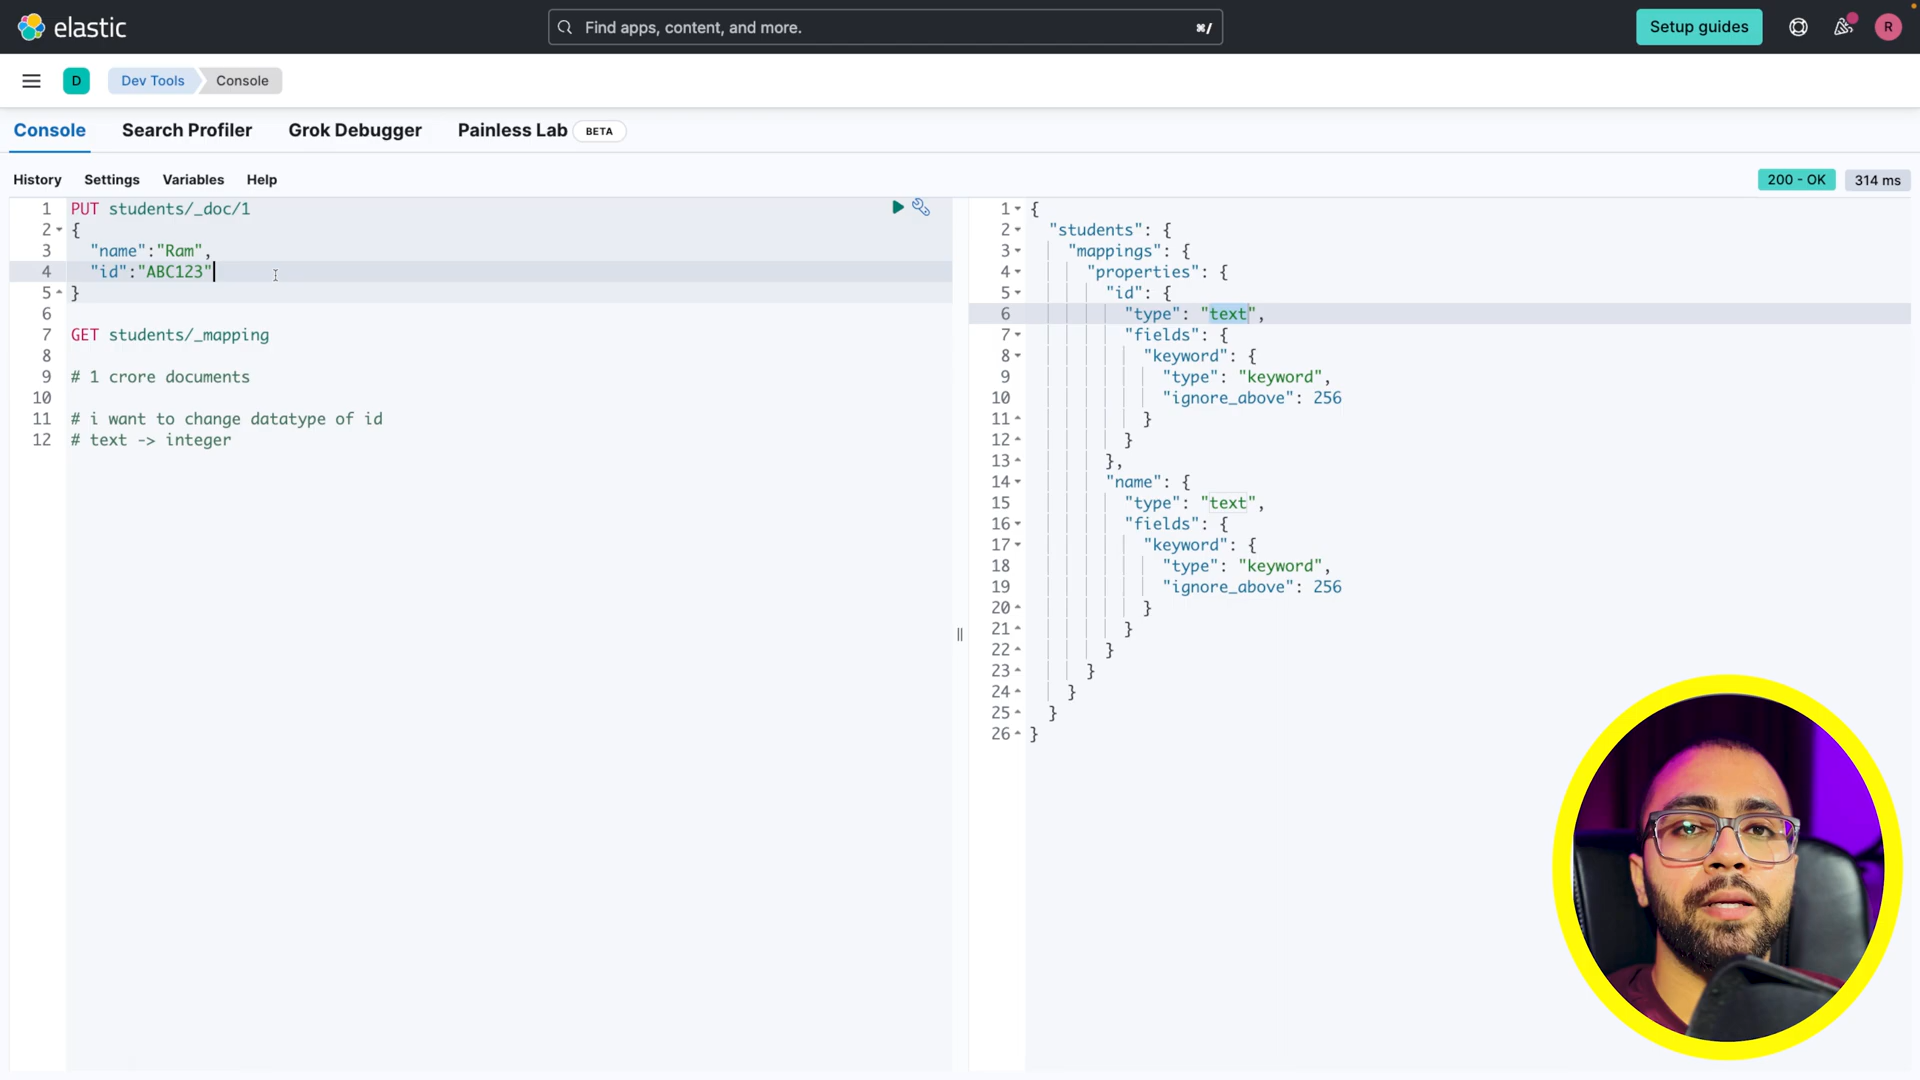 elastic
Find apps, content, and more.
⌘/
Setup guides
R
D
Dev Tools
Console
Console
Search Profiler
Grok Debugger
Painless Lab
BETA
History
Settings
Variables
Help
200 - OK
314 ms
1 PUT students/_doc/1
2 {
3 "name":"Ram",
4 "id":"ABC123"
5 }
6
7 GET students/_mapping
8
9 # 1 crore documents
10
11 # i want to change datatype of id
12 # text -> integer
1 {
2 "students": {
3 "mappings": {
4 "properties": {
5 "id": {
6 "type": "text",
7 "fields": {
8 "keyword": {
9 "type": "keyword",
10 "ignore_above": 256
11 }
12 }
13 },
14 "name": {
15 "type": "text",
16 "fields": {
17 "keyword": {
18 "type": "keyword",
19 "ignore_above": 256
20 }
21 }
22 }
23 }
24 }
25 }
26 }